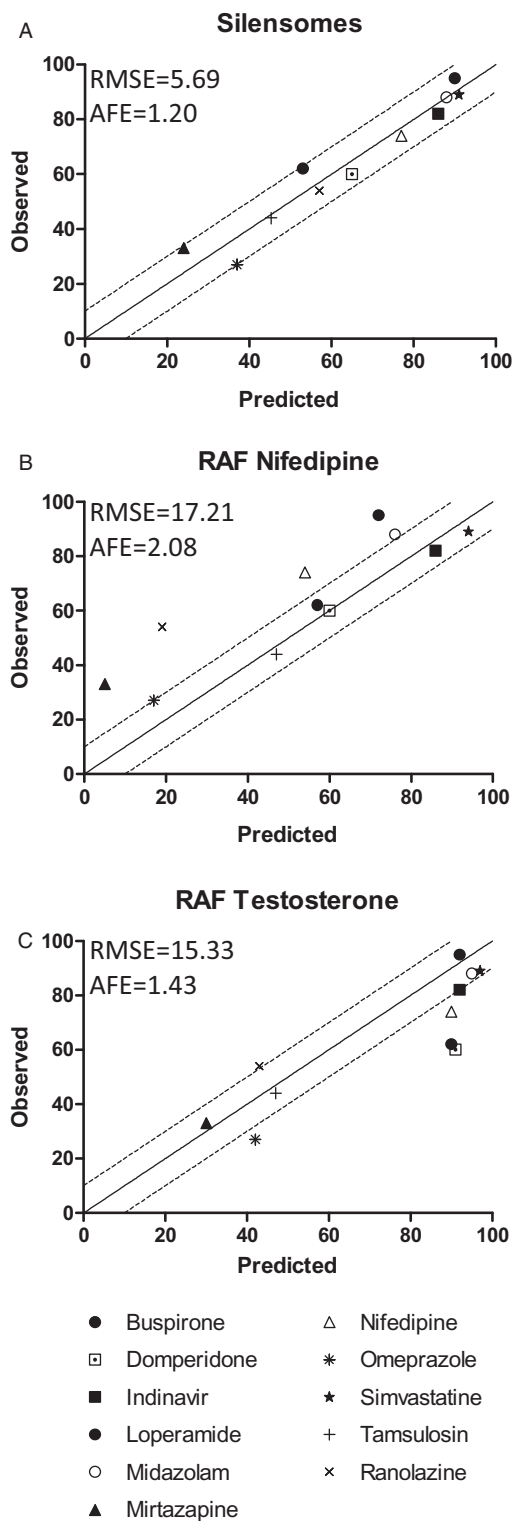 A
Silensomes
RMSE=5.69
AFE=1.20
100
80
60
40
20
0
Observed
0 20 40 60 80 100
Predicted
B
RAF Nifedipine
RMSE=17.21
AFE=2.08
100
80
60
40
20
0
Observed
0 20 40 60 80 100
Predicted
RAF Testosterone
C
RMSE=15.33
AFE=1.43
100
80
60
40
20
0
Observed
0 20 40 60 80 100
Predicted
Buspirone
Domperidone
Indinavir
Loperamide
Midazolam
Mirtazapine
Nifedipine
Omeprazole
Simvastatine
Tamsulosin
Ranolazine